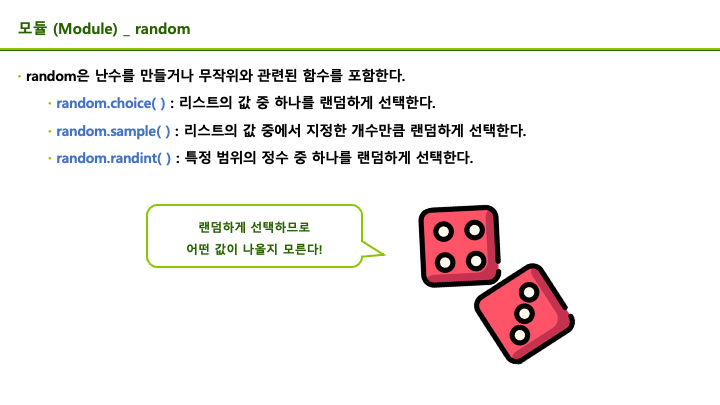 모듈 (Module) _ random
· random은 난수를 만들거나 무작위와 관련된 함수를 포함한다.
· random.choice( ) : 리스트의 값 중 하나를 랜덤하게 선택한다.
· random.sample( ) : 리스트의 값 중에서 지정한 개수만큼 랜덤하게 선택한다.
· random.randint( ) : 특정 범위의 정수 중 하나를 랜덤하게 선택한다.
랜덤하게 선택하므로
어떤 값이 나올지 모른다!